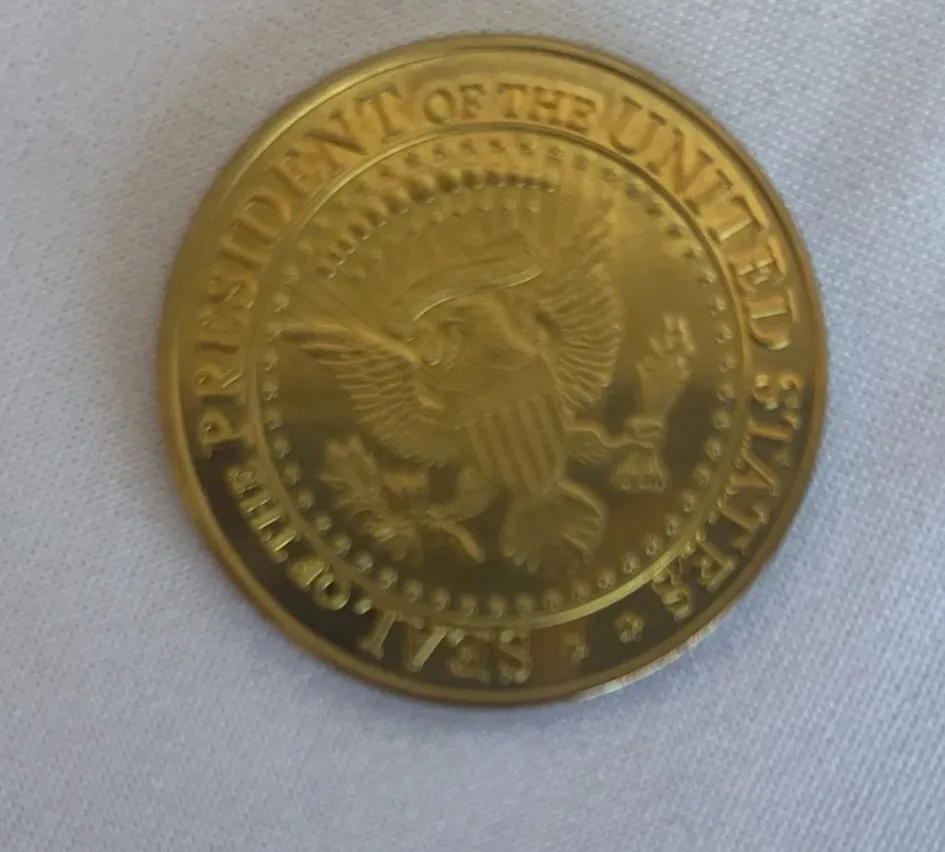 SEAL OF THE PRESIDENT OF THE UNITED STATES